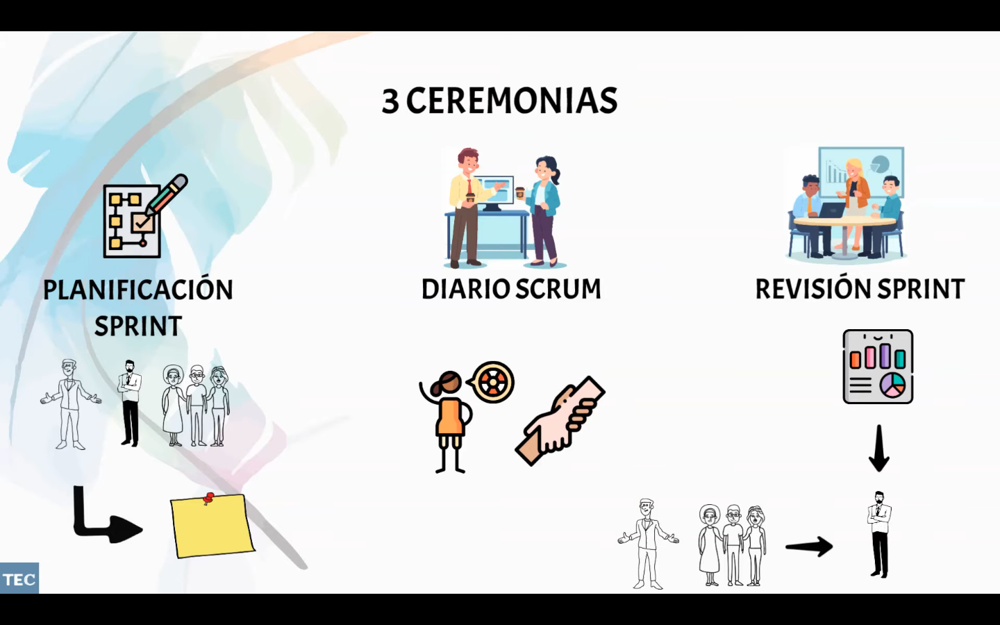 3 CEREMONIAS
PLANIFICACIÓN
SPRINT
DIARIO SCRUM
REVISIÓN SPRINT
TEC